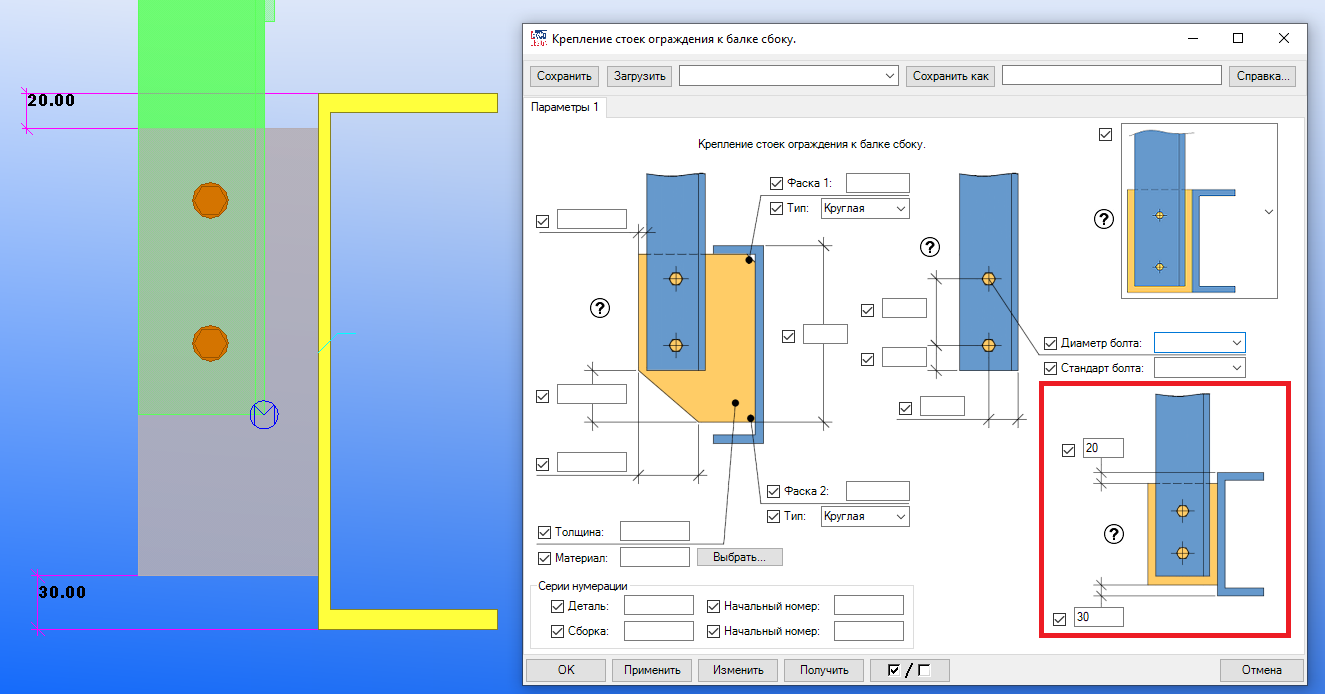 20.00
30.00
Крепление стоек ограждения к балке сбоку.
Сохранить Загрузить Сохранить как Справка...
Параметры 1
Крепление стоек ограждения к балке сбоку.
Фаска 1:
Тип: Круглая
?
?
?
Диаметр болта:
Стандарт болта:
20
?
30
Фаска 2:
Тип: Круглая
Толщина:
Материал: Выбрать...
Серии нумерации
Деталь: Начальный номер:
Сборка: Начальный номер:
OK Применить Изменить Получить / Отмена